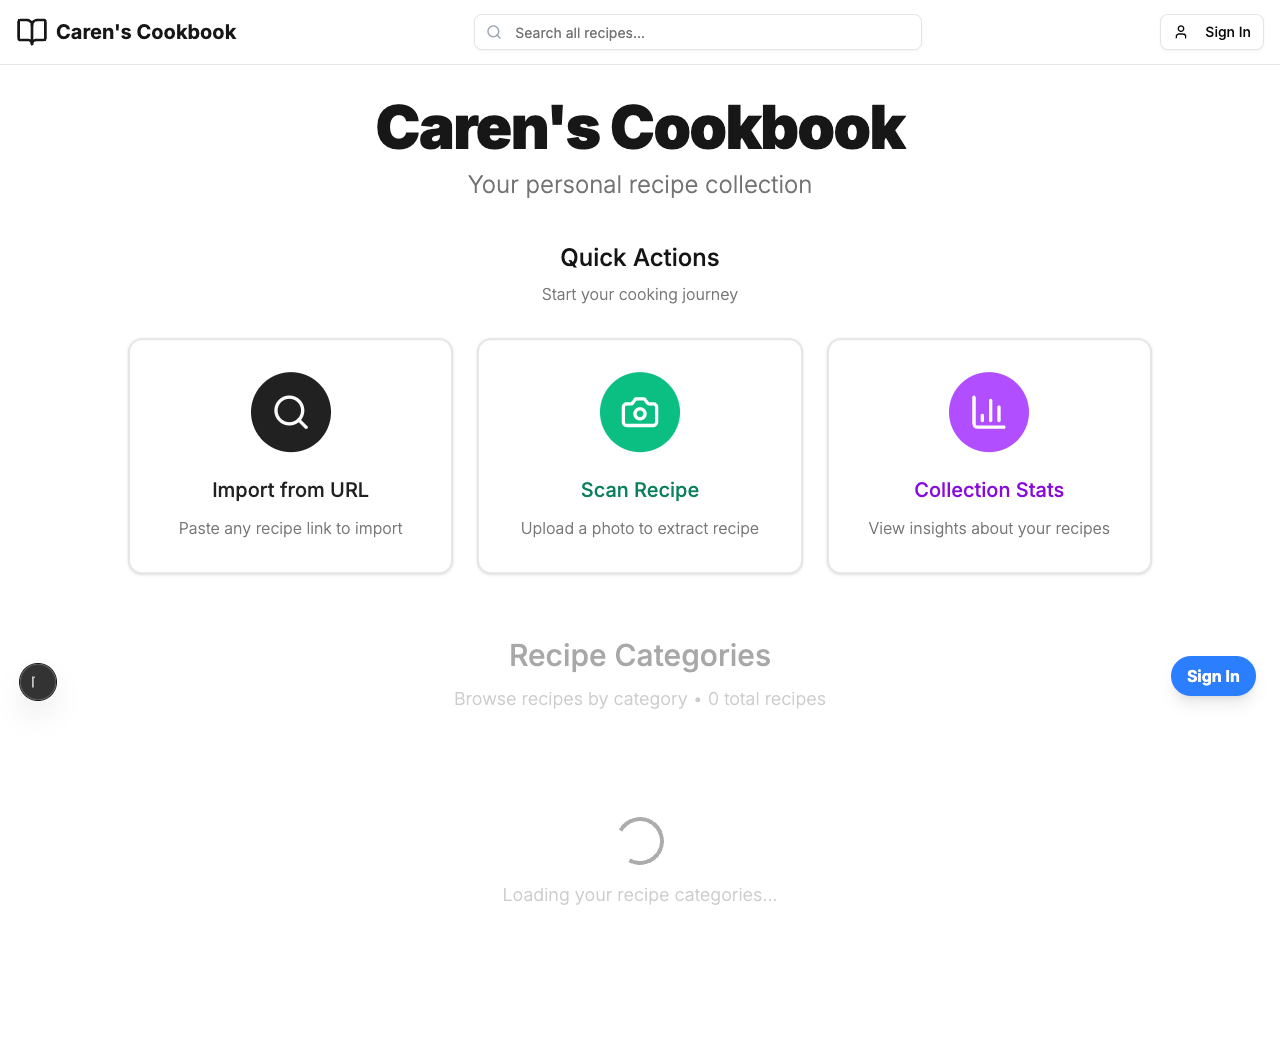 Caren's Cookbook
Search all recipes...
Sign In
Caren's Cookbook
Your personal recipe collection
Quick Actions
Start your cooking journey
Import from URL
Paste any recipe link to import
Scan Recipe
Upload a photo to extract recipe
Collection Stats
View insights about your recipes
Recipe Categories
Browse recipes by category • 0 total recipes
Sign In
Loading your recipe categories...